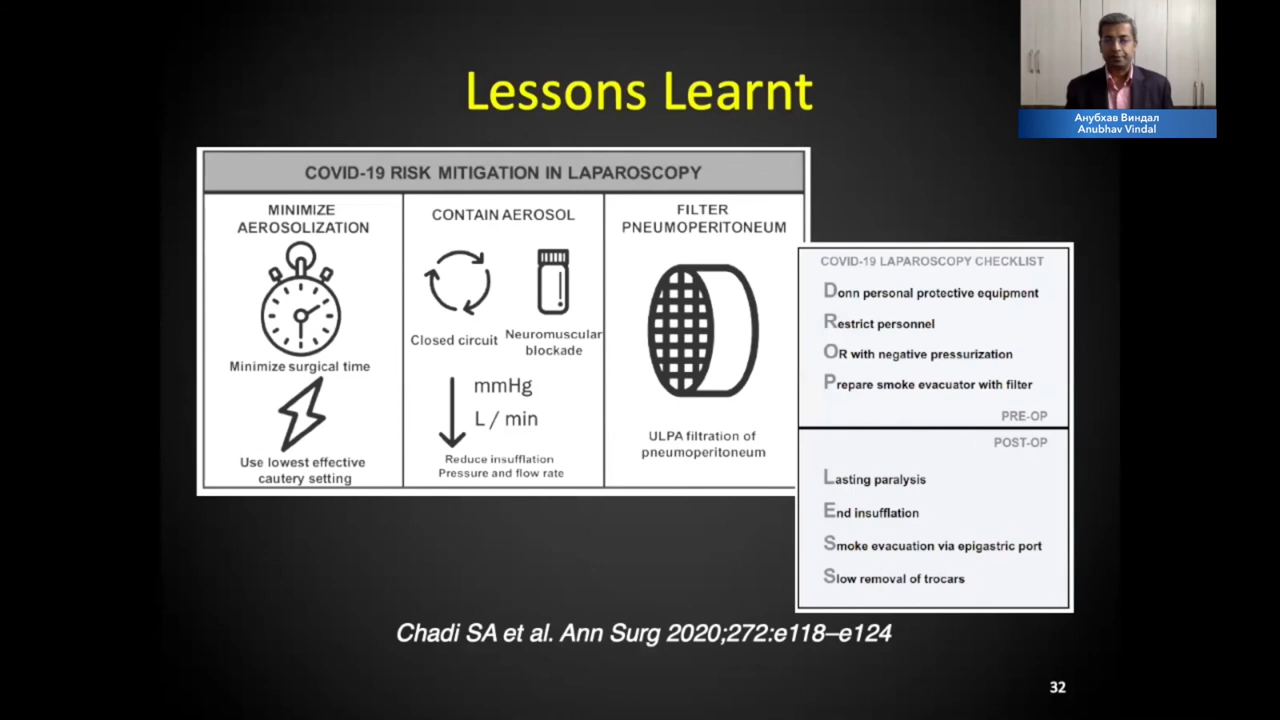 Lessons Learnt
Анубхав Виндал
Anubhav Vindal
COVID-19 RISK MITIGATION IN LAPAROSCOPY
MINIMIZE
AEROSOLIZATION
Minimize surgical time
Use lowest effective
cautery setting
CONTAIN AEROSOL
Closed circuit
Neuromuscular
blockade
mmHg
L / min
Reduce insufflation
Pressure and flow rate
FILTER
PNEUMOPERITONEUM
ULPA filtration of
pneumoperitoneum
COVID-19 LAPAROSCOPY CHECKLIST
Donn personal protective equipment
Restrict personnel
OR with negative pressurization
Prepare smoke evacuator with filter
PRE-OP
POST-OP
Lasting paralysis
End insufflation
Smoke evacuation via epigastric port
Slow removal of trocars
Chadi SA et al. Ann Surg 2020;272:e118–e124
32